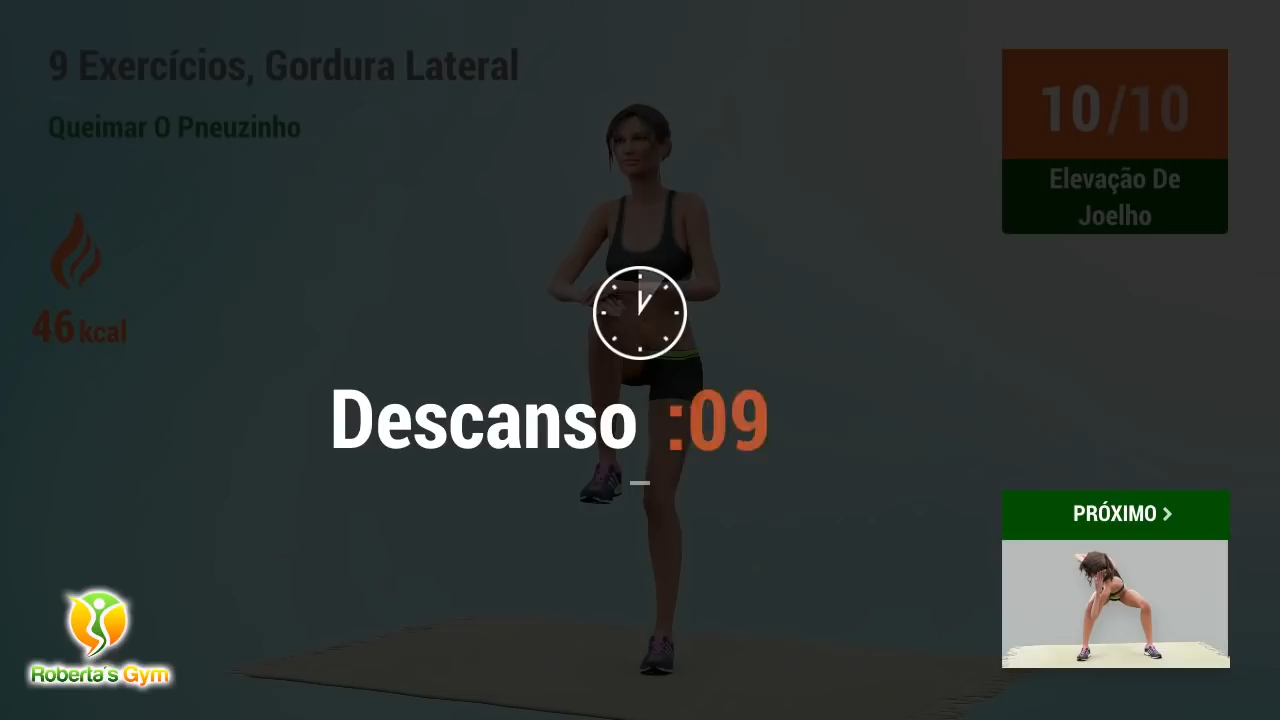 9 Exercícios, Gordura Lateral
Queimar O Pneuzinho
10/10
Elevação De
Joelho
46 kcal
Descanso :09
PRÓXIMO >
Roberta´s Gym